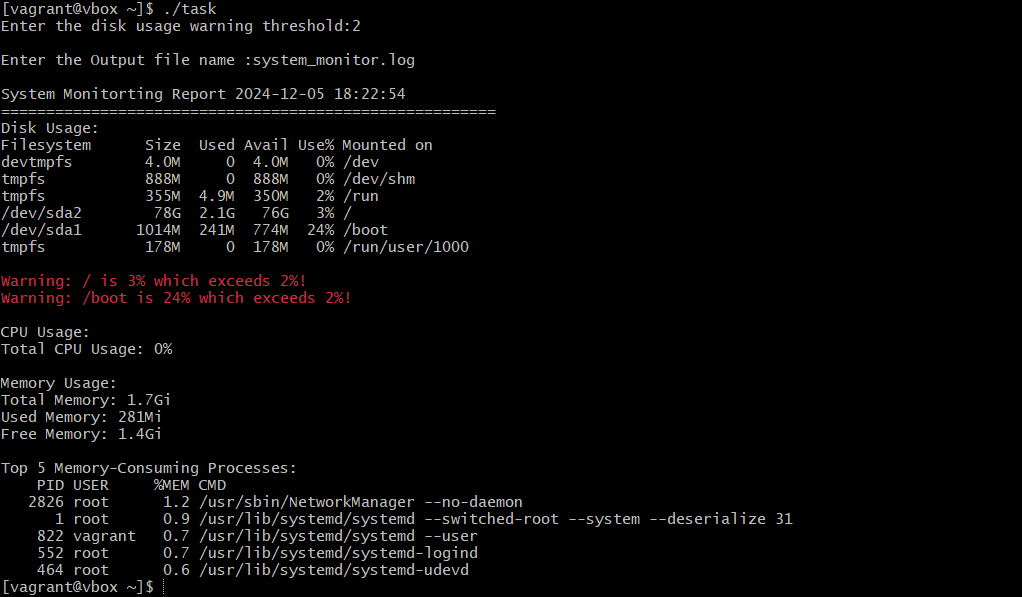 [vagrant@vbox ~]$ ./task
Enter the disk usage warning threshold:2
Enter the Output file name :system_monitor.log
System Monitorting Report 2024-12-05 18:22:54
=======================================================
Disk Usage:
Filesystem      Size  Used Avail Use% Mounted on
devtmpfs        4.0M     0  4.0M   0% /dev
tmpfs           888M     0  888M   0% /dev/shm
tmpfs           355M  4.9M  350M   2% /run
/dev/sda2        78G  2.1G   76G   3% /
/dev/sda1      1014M  241M  774M  24% /boot
tmpfs           178M     0  178M   0% /run/user/1000
Warning: / is 3% which exceeds 2%!
Warning: /boot is 24% which exceeds 2%!
CPU Usage:
Total CPU Usage: 0%
Memory Usage:
Total Memory: 1.7Gi
Used Memory: 281Mi
Free Memory: 1.4Gi
Top 5 Memory-Consuming Processes:
    PID USER     %MEM CMD
   2826 root      1.2 /usr/sbin/NetworkManager --no-daemon
      1 root      0.9 /usr/lib/systemd/systemd --switched-root --system --deserialize 31
    822 vagrant   0.7 /usr/lib/systemd/systemd --user
    552 root      0.7 /usr/lib/systemd/systemd-logind
    464 root      0.6 /usr/lib/systemd/systemd-udevd
[vagrant@vbox ~]$